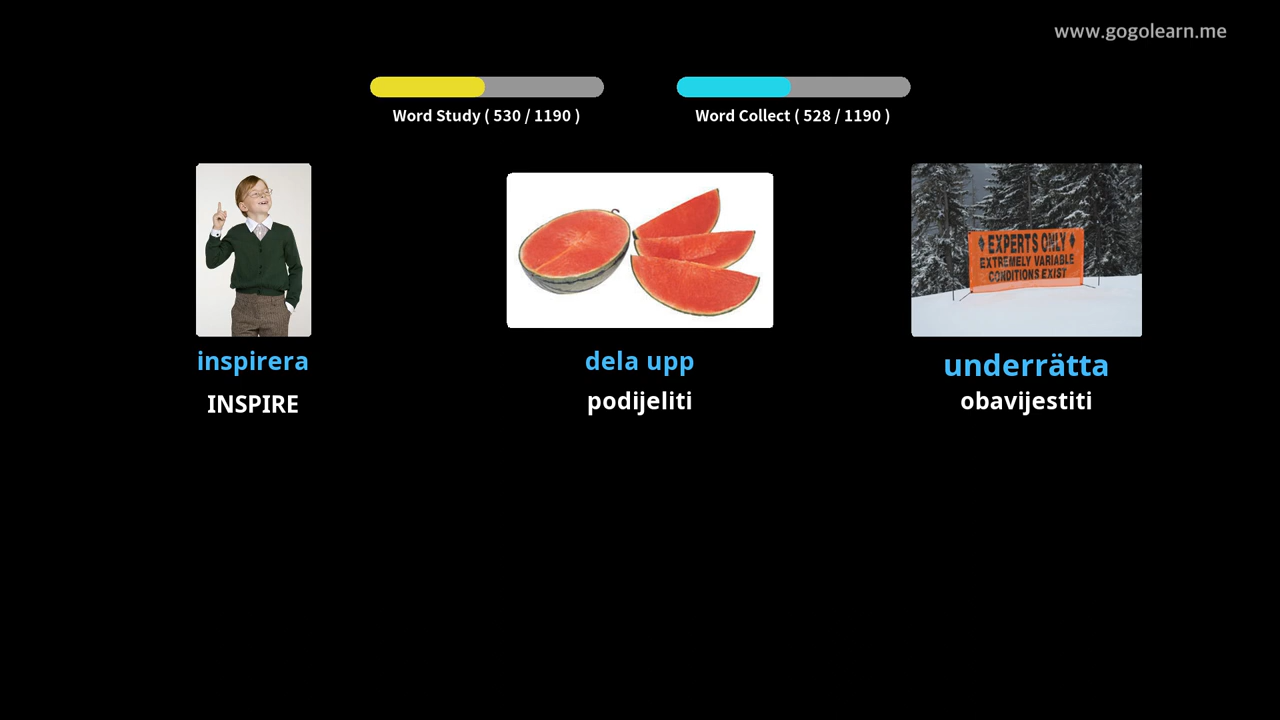 www.gogolearn.me
Word Study ( 530 / 1190 )
Word Collect ( 528 / 1190 )
EXPERTS ONLY
EXTREMELY VARIABLE
CONDITIONS EXIST
inspirera
INSPIRE
dela upp
podijeliti
underrätta
obavijestiti